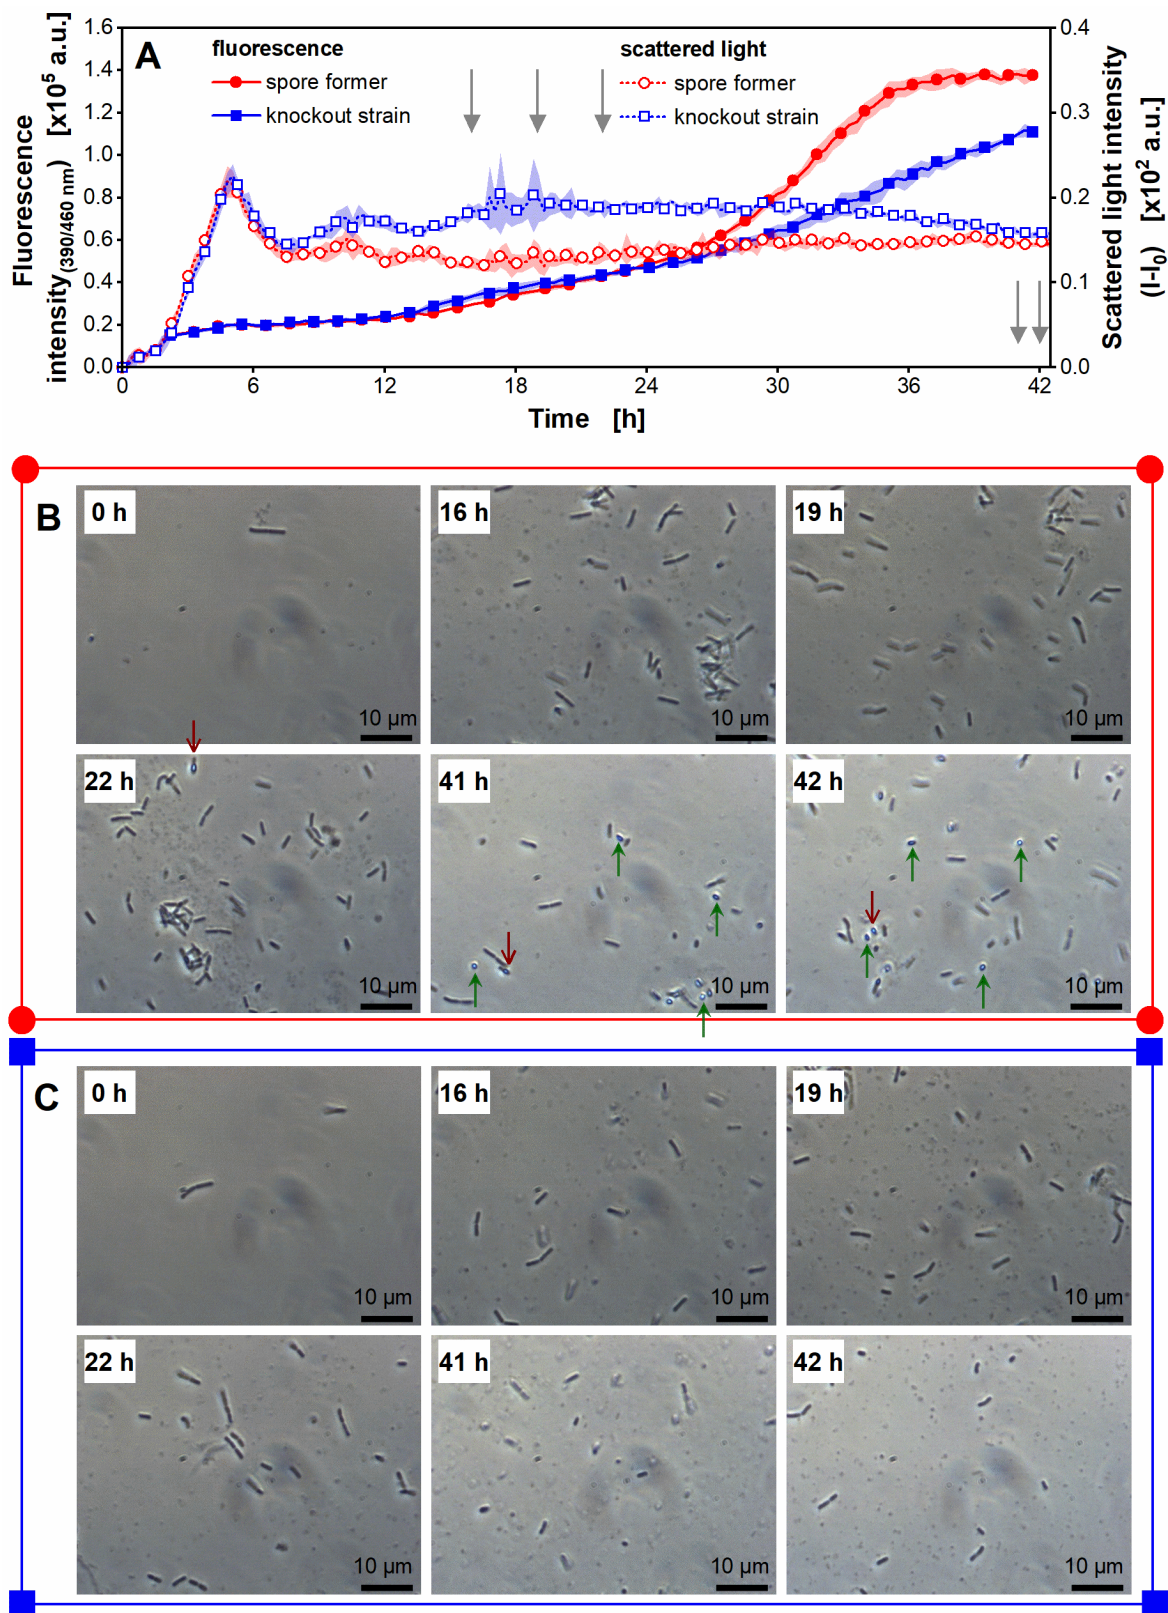 A
fluorescence
spore former
knockout strain
scattered light
spore former
knockout strain
Fluorescence
intensity(390/460 nm) [x10⁵ a.u.]
1.6
1.4
1.2
1.0
0.8
0.6
0.4
0.2
0.0
0.4
0.3
0.2
0.1
0.0
Scattered light intensity
(I-I₀) [x10² a.u.]
0 6 12 18 24 30 36 42
Time [h]
B
0 h
10 µm
16 h
10 µm
19 h
10 µm
22 h
10 µm
41 h
10 µm
42 h
10 µm
C
0 h
10 µm
16 h
10 µm
19 h
10 µm
22 h
10 µm
41 h
10 µm
42 h
10 µm